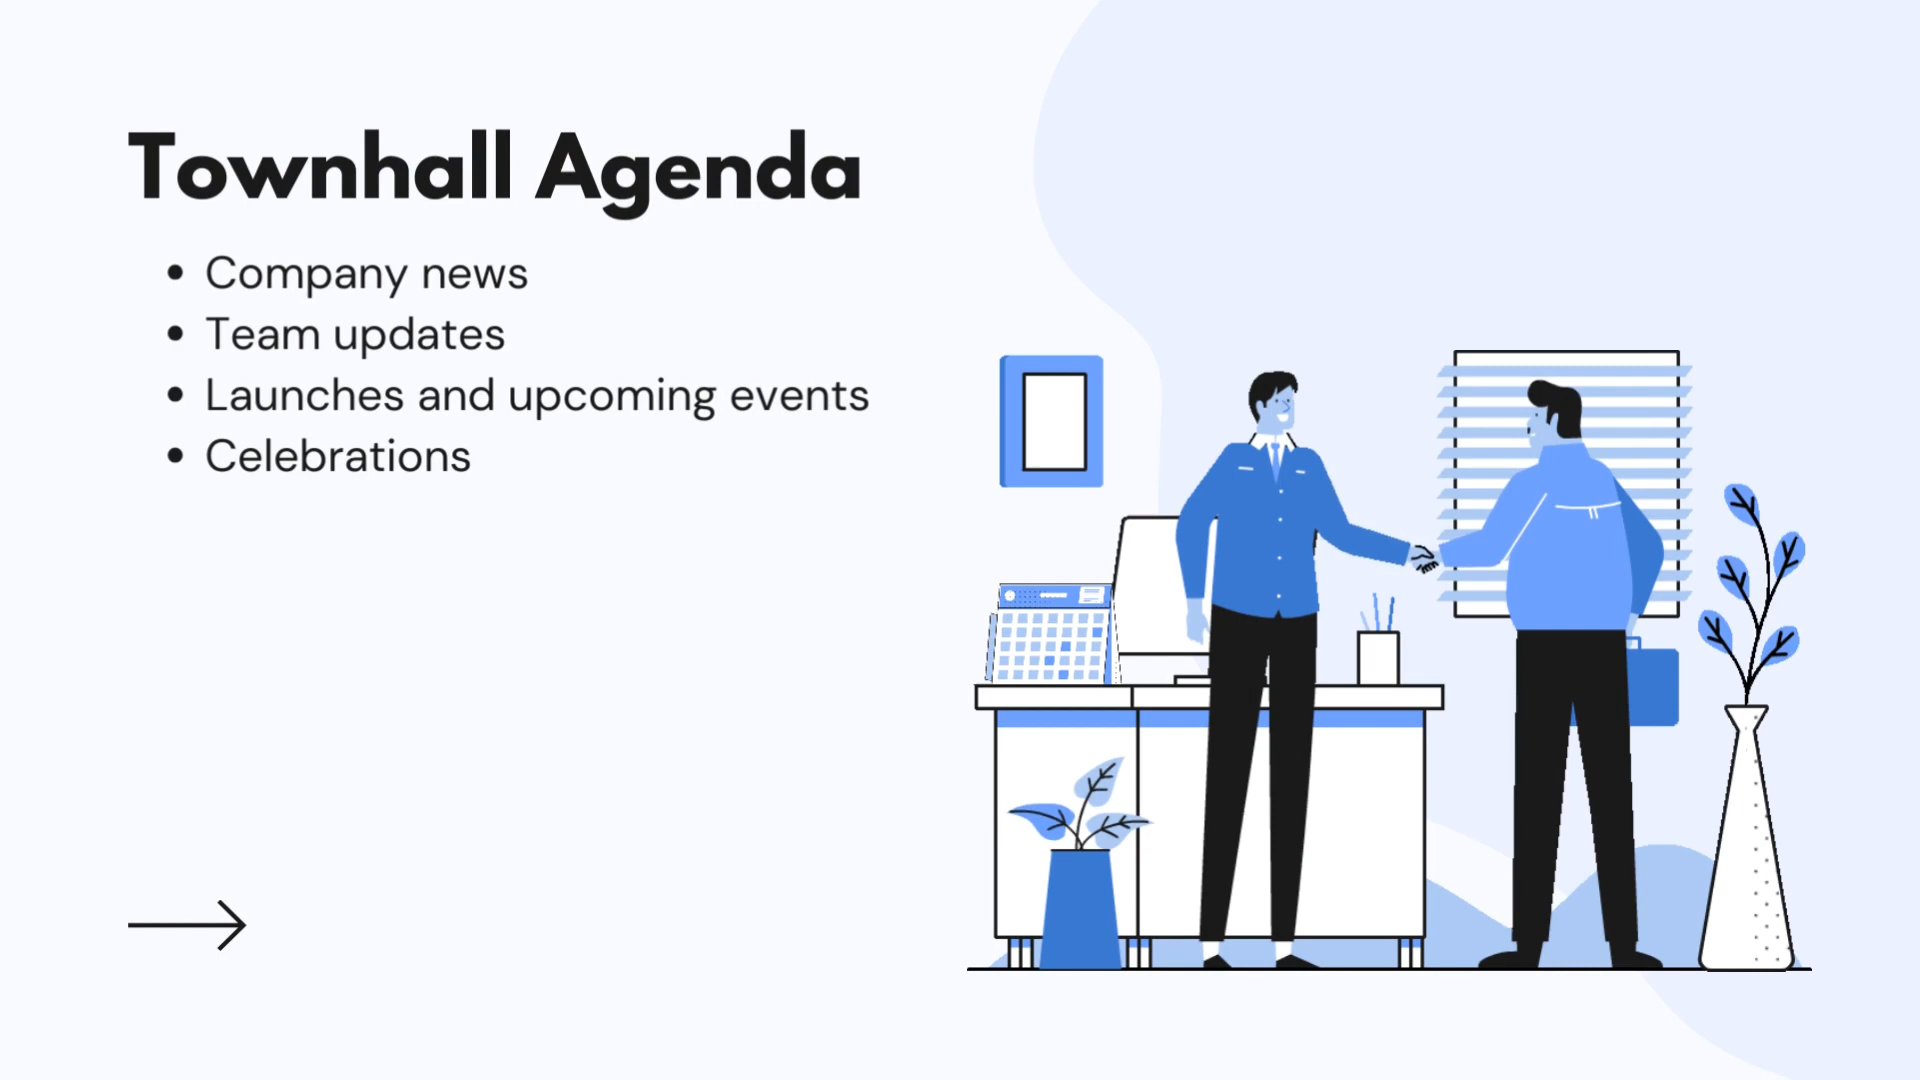 Townhall Agenda
• Company news
• Team updates
• Launches and upcoming events
• Celebrations